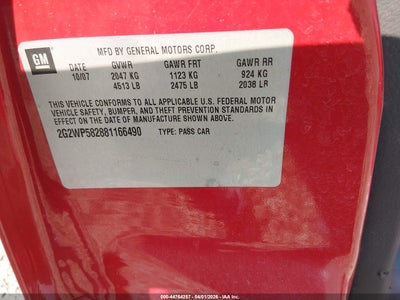 GM
MFD BY GENERAL MOTORS CORP.
DATE GVWR GAWR FRT GAWR RR
10/07 2047 KG 1123 KG 924 KG
4513 LB 2475 LB 2038 LB
THIS VEHICLE CONFORMS TO ALL APPLICABLE U.S. FEDERAL MOTOR
VEHICLE SAFETY, BUMPER, AND THEFT PREVENTION STANDARDS IN
EFFECT ON THE DATE OF MANUFACTURE SHOWN ABOVE.
2G2WP582881166490 TYPE: PASS CAR
000-44764257 - 04/01/2026 - IAA Inc.